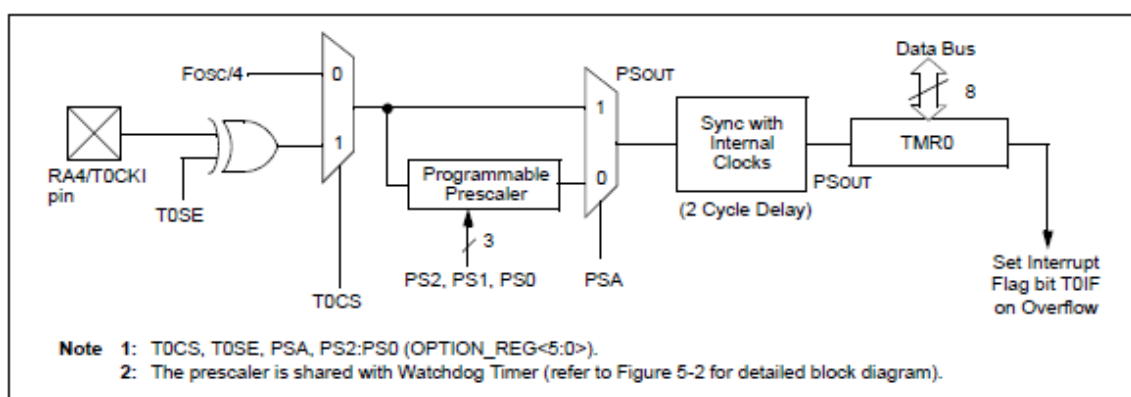 Data Bus
8
Fosc/4
0
PSOUT
1
1
Sync with
Internal
Clocks
TMR0
RA4/T0CKI
pin
Programmable
Prescaler
0
PSOUT
T0SE
(2 Cycle Delay)
3
PS2, PS1, PS0
PSA
T0CS
Set Interrupt
Flag bit T0IF
on Overflow
Note 1: T0CS, T0SE, PSA, PS2:PS0 (OPTION_REG<5:0>).
2: The prescaler is shared with Watchdog Timer (refer to Figure 5-2 for detailed block diagram).